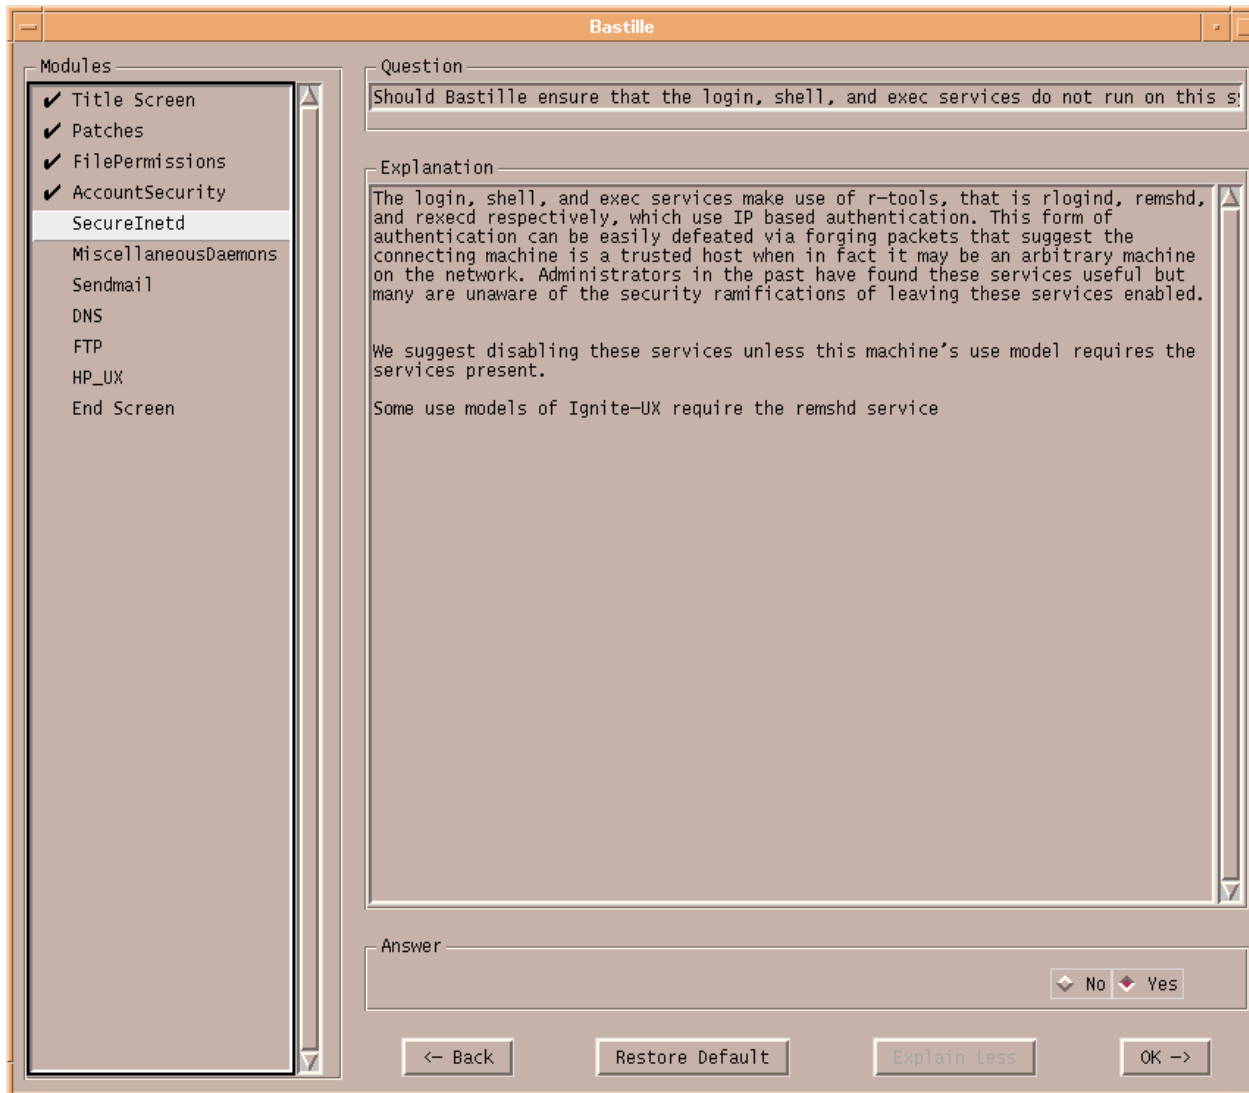 Bastille
Modules
Title Screen
Patches
FilePermissions
AccountSecurity
SecureInetd
MiscellaneousDaemons
Sendmail
DNS
FTP
HP_UX
End Screen
Question
Should Bastille ensure that the login, shell, and exec services do not run on this
Explanation
The login, shell, and exec services make use of r-tools, that is rlogind, remshd,
and rexecd respectively, which use IP based authentication. This form of
authentication can be easily defeated via forging packets that suggest the
connecting machine is a trusted host when in fact it may be an arbitrary machine
on the network. Administrators in the past have found these services useful but
many are unaware of the security ramifications of leaving these services enabled.
We suggest disabling these services unless this machine's use model requires the
services present.
Some use models of Ignite-UX require the remshd service
Answer
No Yes
<- Back Restore Default Explain Less OK ->